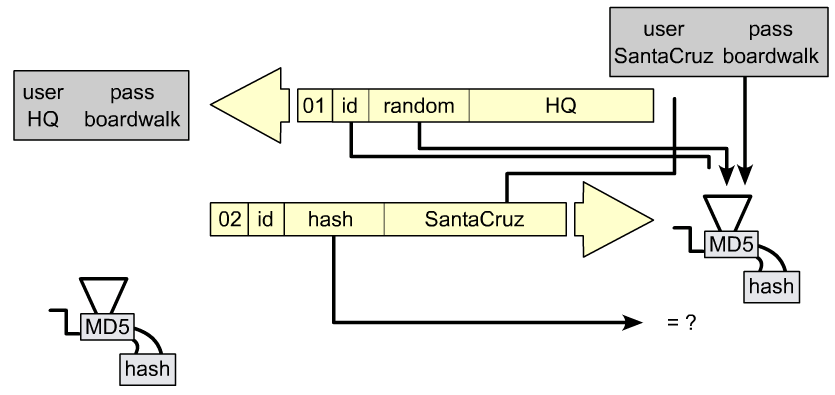 user pass
SantaCruz boardwalk
user pass
HQ boardwalk
01 id random HQ
02 id hash SantaCruz
MD5
hash
= ?
MD5
hash